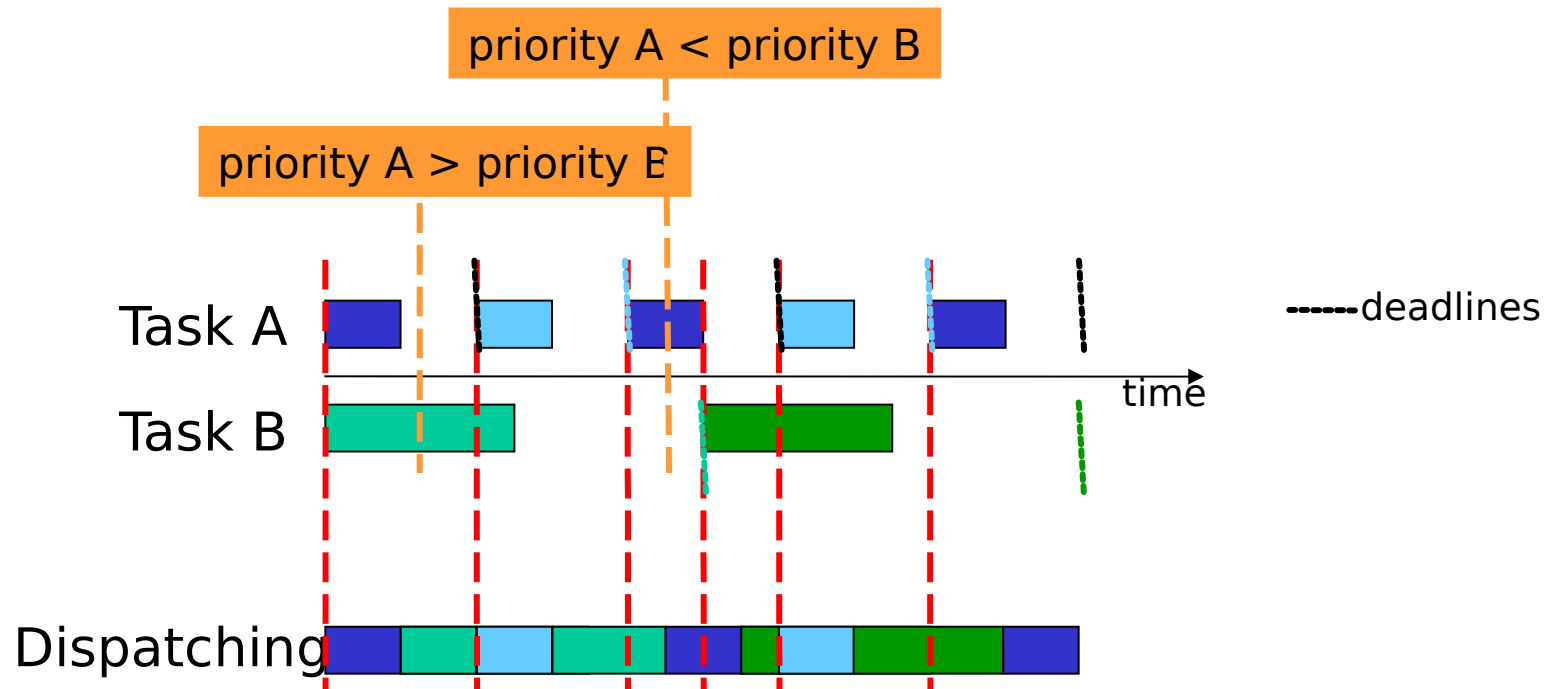 priority A < priority B
priority A > priority B
Task A
deadlines
time
Task B
Dispatching